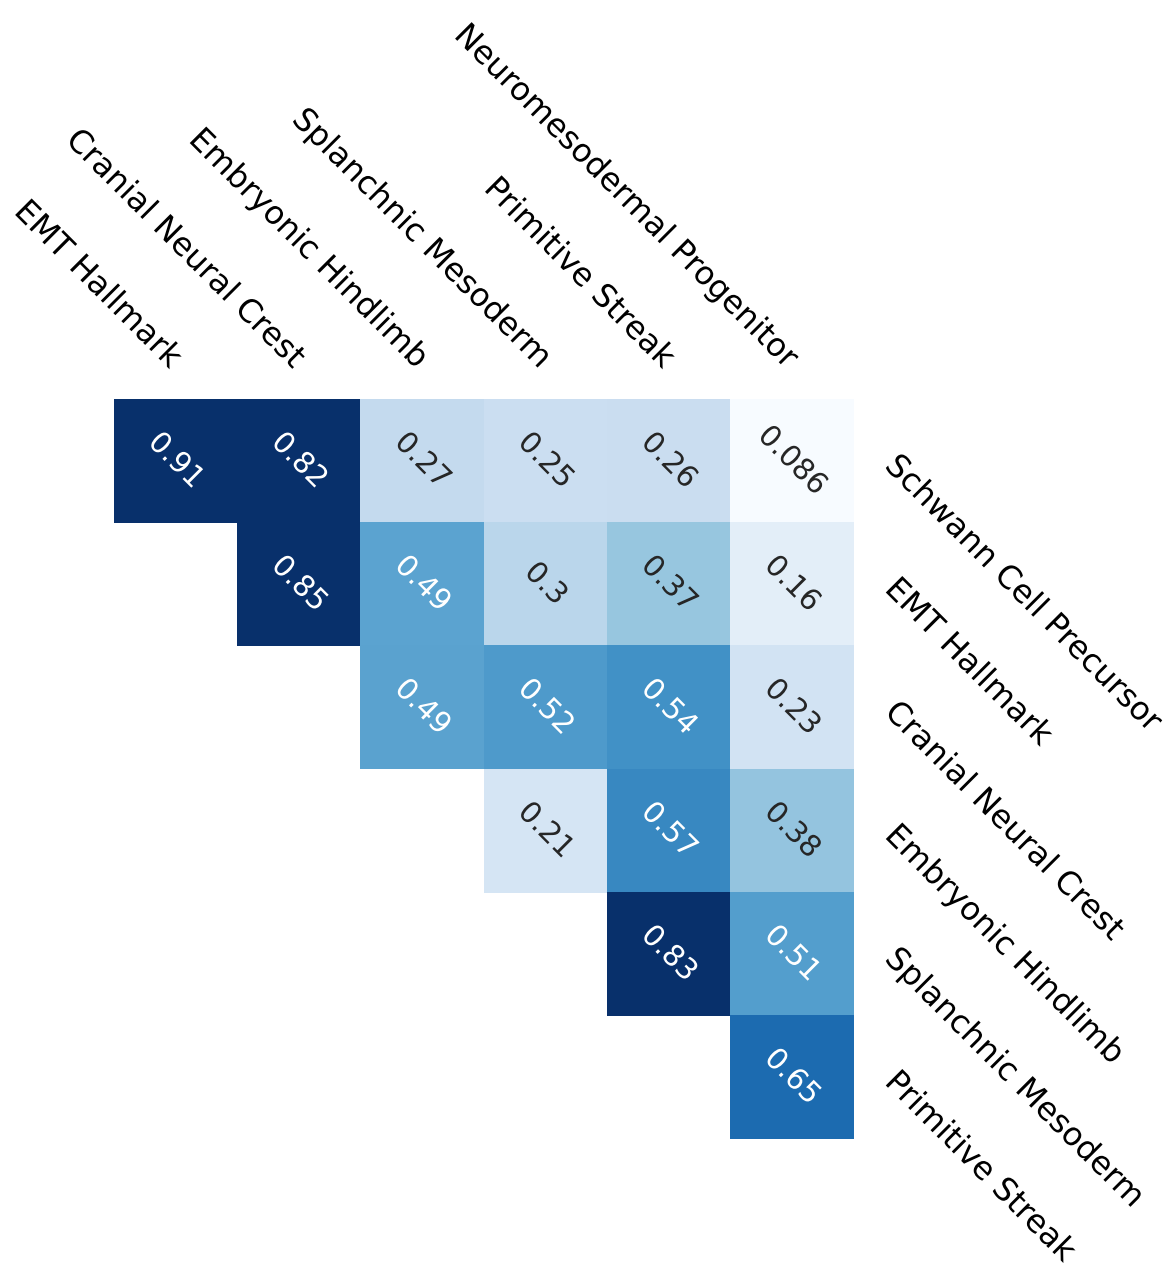 EMT Hallmark
Cranial Neural Crest
Embryonic Hindlimb
Splanchnic Mesoderm
Primitive Streak
Neuromesodermal Progenitor
0.91 0.82 0.27 0.25 0.26 0.086 Schwann Cell Precursor
0.85 0.49 0.3 0.37 0.16 EMT Hallmark
0.49 0.52 0.54 0.23 Cranial Neural Crest
0.21 0.57 0.38 Embryonic Hindlimb
0.83 0.51 Splanchnic Mesoderm
0.65 Primitive Streak